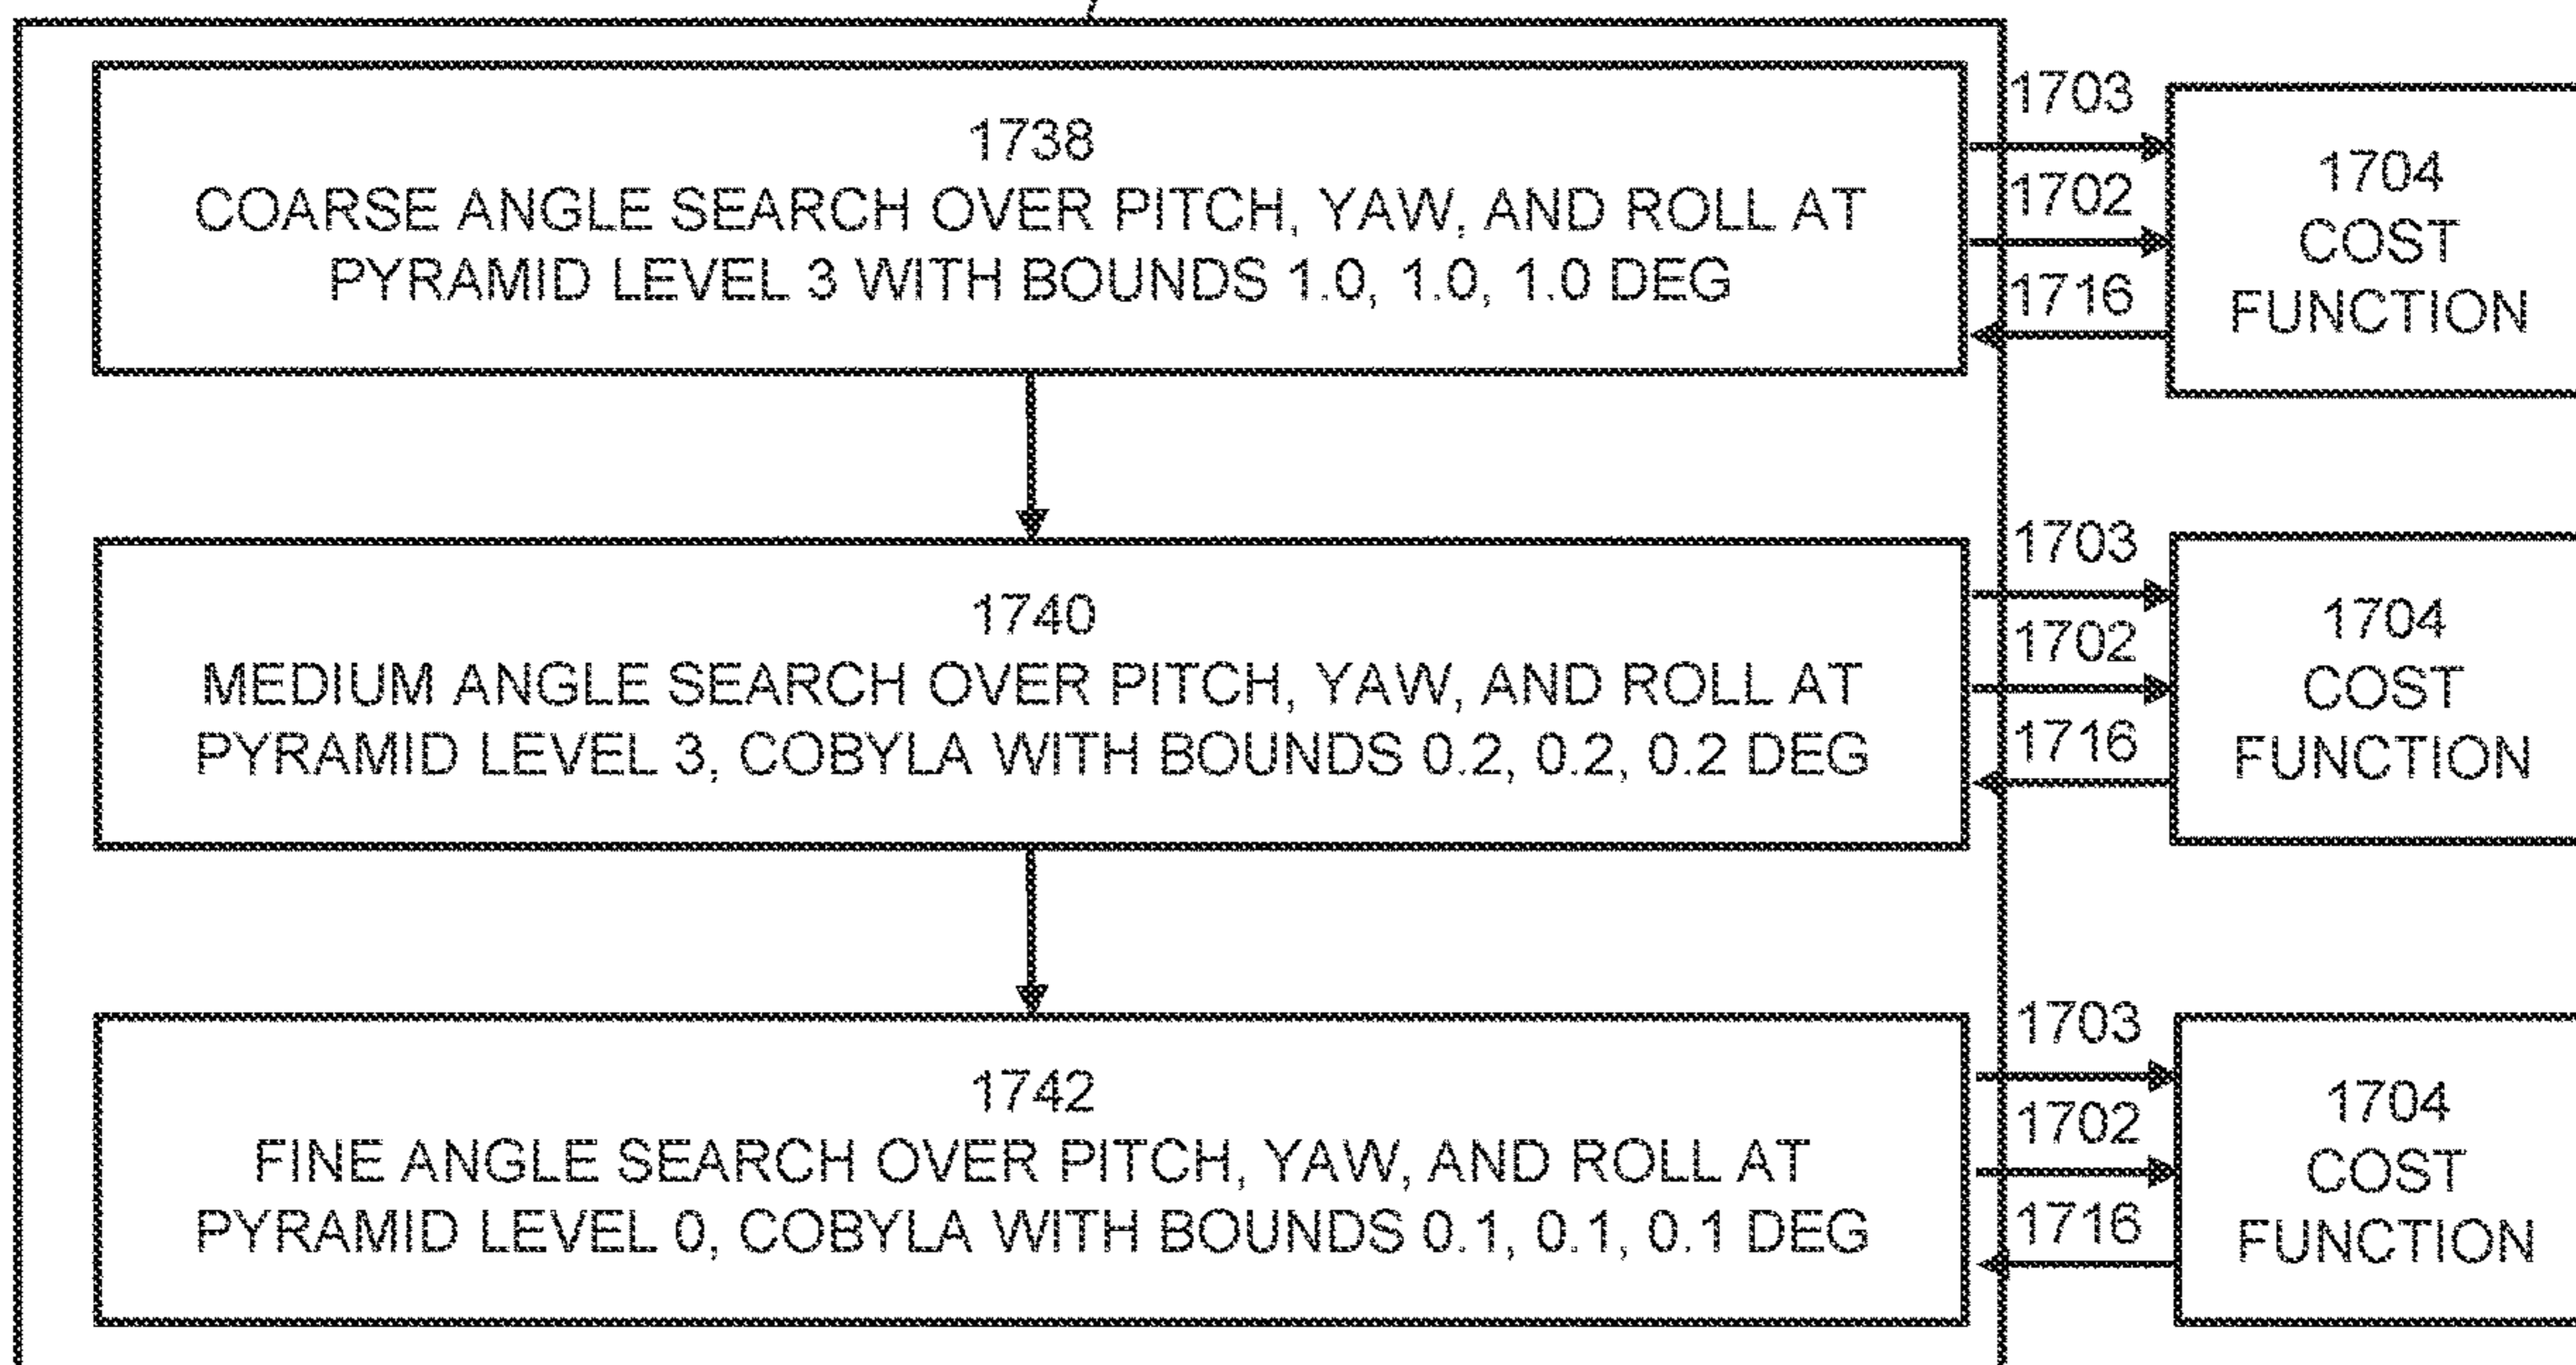 1738
COARSE ANGLE SEARCH OVER PITCH, YAW, AND ROLL AT
PYRAMID LEVEL 3 WITH BOUNDS 1.0, 1.0, 1.0 DEG
1703
1702
1716
1704
COST
FUNCTION
1740
MEDIUM ANGLE SEARCH OVER PITCH, YAW, AND ROLL AT
PYRAMID LEVEL 3, COBYLA WITH BOUNDS 0.2, 0.2, 0.2 DEG
1703
1702
1716
1704
COST
FUNCTION
1742
FINE ANGLE SEARCH OVER PITCH, YAW, AND ROLL AT
PYRAMID LEVEL 0, COBYLA WITH BOUNDS 0.1, 0.1, 0.1 DEG
1703
1702
1716
1704
COST
FUNCTION